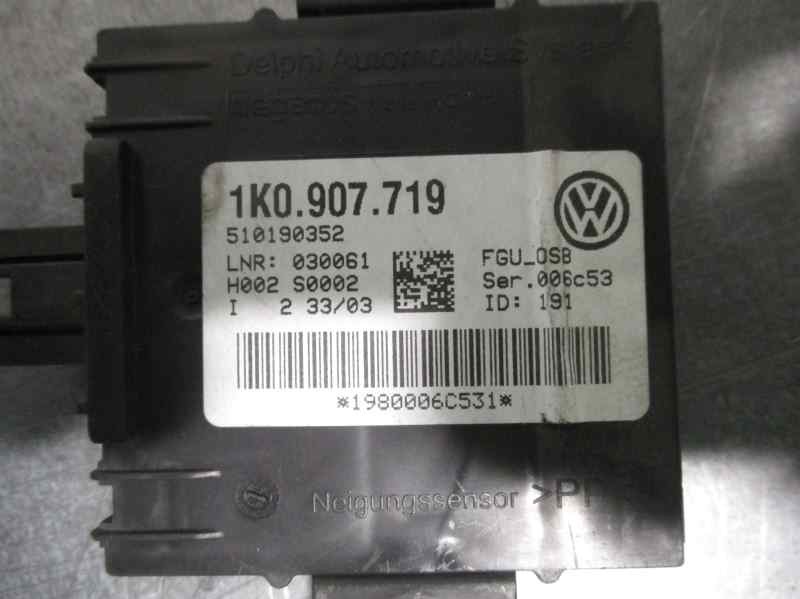 Delphi Automotive Systems
1K0.907.719
510190352
LNR: 030061
H002 S0002
I 2 33/03
FGU_OSB
Ser.006c53
ID: 191
*1980006C531*
Neigungssensor